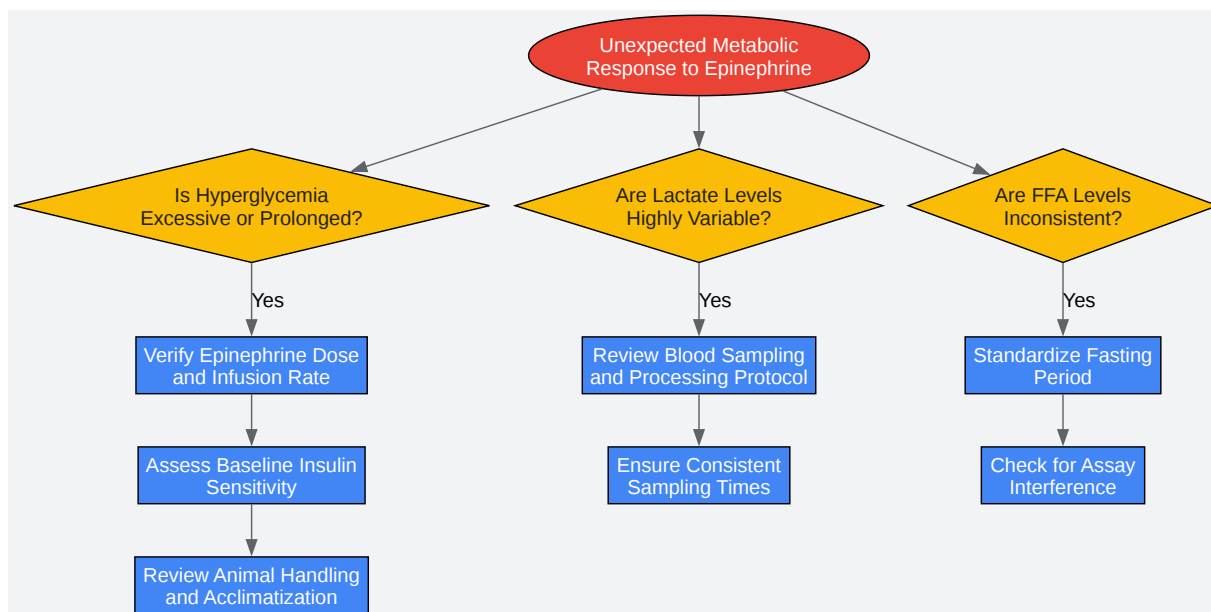 Unexpected Metabolic
Response to Epinephrine
Is Hyperglycemia
Excessive or Prolonged?
Are Lactate Levels
Highly Variable?
Are FFA Levels
Inconsistent?
Yes
Yes
Yes
Verify Epinephrine Dose
and Infusion Rate
Review Blood Sampling
and Processing Protocol
Standardize Fasting
Period
Assess Baseline Insulin
Sensitivity
Ensure Consistent
Sampling Times
Check for Assay
Interference
Review Animal Handling
and Acclimatization